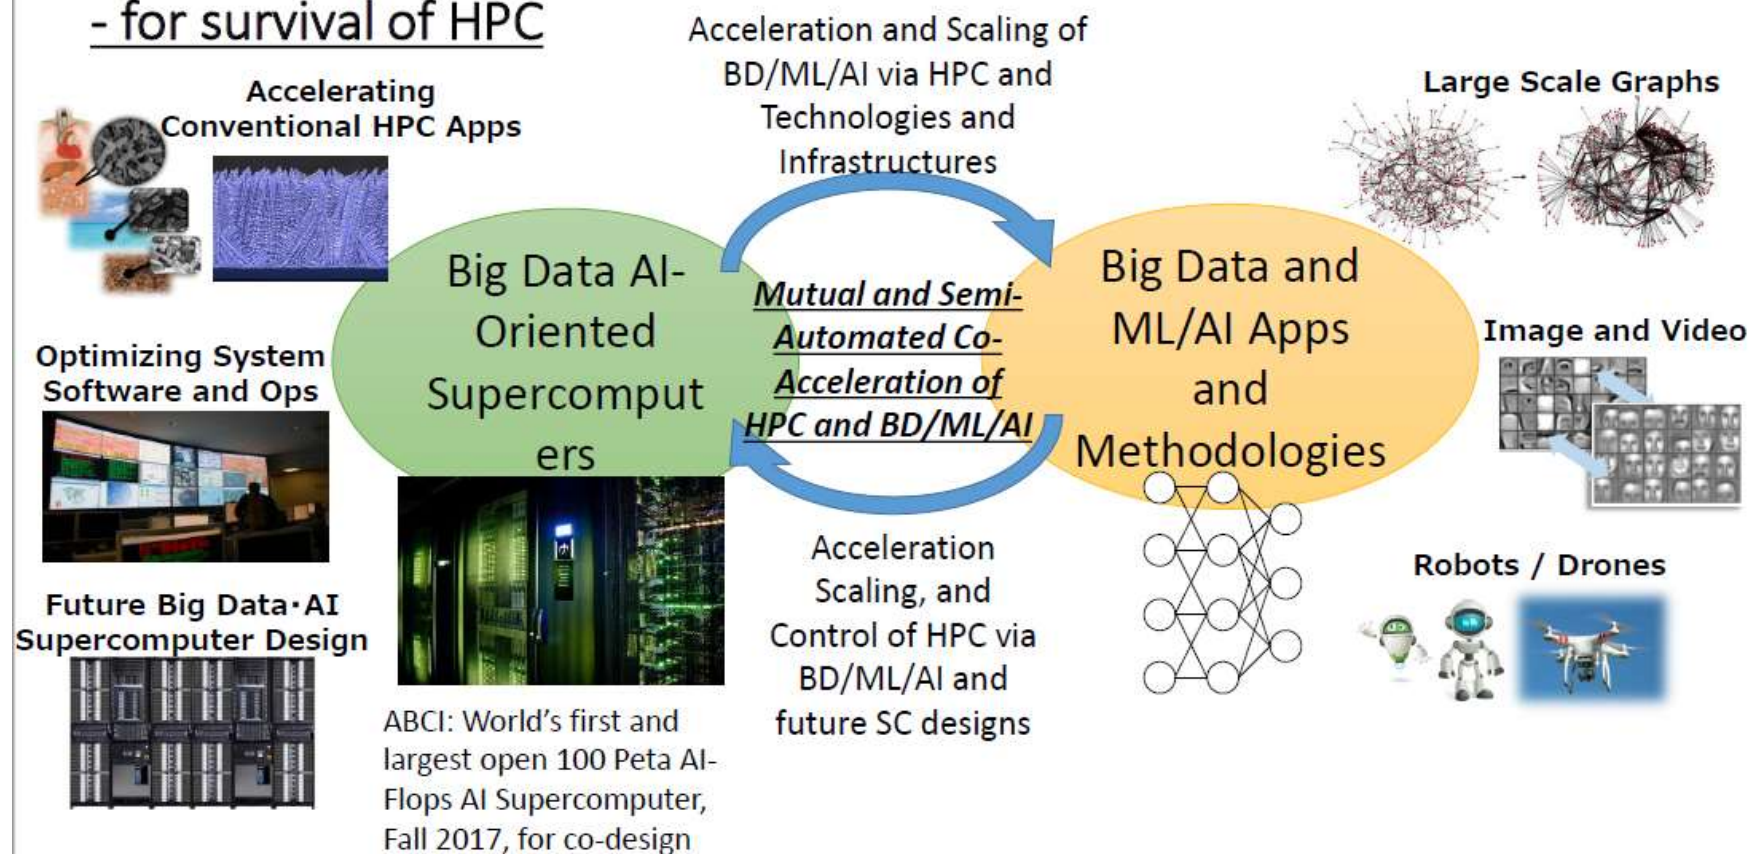 - for survival of HPC
Accelerating
Conventional HPC Apps
Optimizing System
Software and Ops
Future Big Data・AI
Supercomputer Design
Big Data AI-
Oriented
Supercomput
ers
ABCI: World’s first and
largest open 100 Peta AI-
Flops AI Supercomputer,
Fall 2017, for co-design
Acceleration and Scaling of
BD/ML/AI via HPC and
Technologies and
Infrastructures
Mutual and Semi-
Automated Co-
Acceleration of
HPC and BD/ML/AI
Acceleration
Scaling, and
Control of HPC via
BD/ML/AI and
future SC designs
Big Data and
ML/AI Apps
and
Methodologies
Large Scale Graphs
Image and Video
Robots / Drones